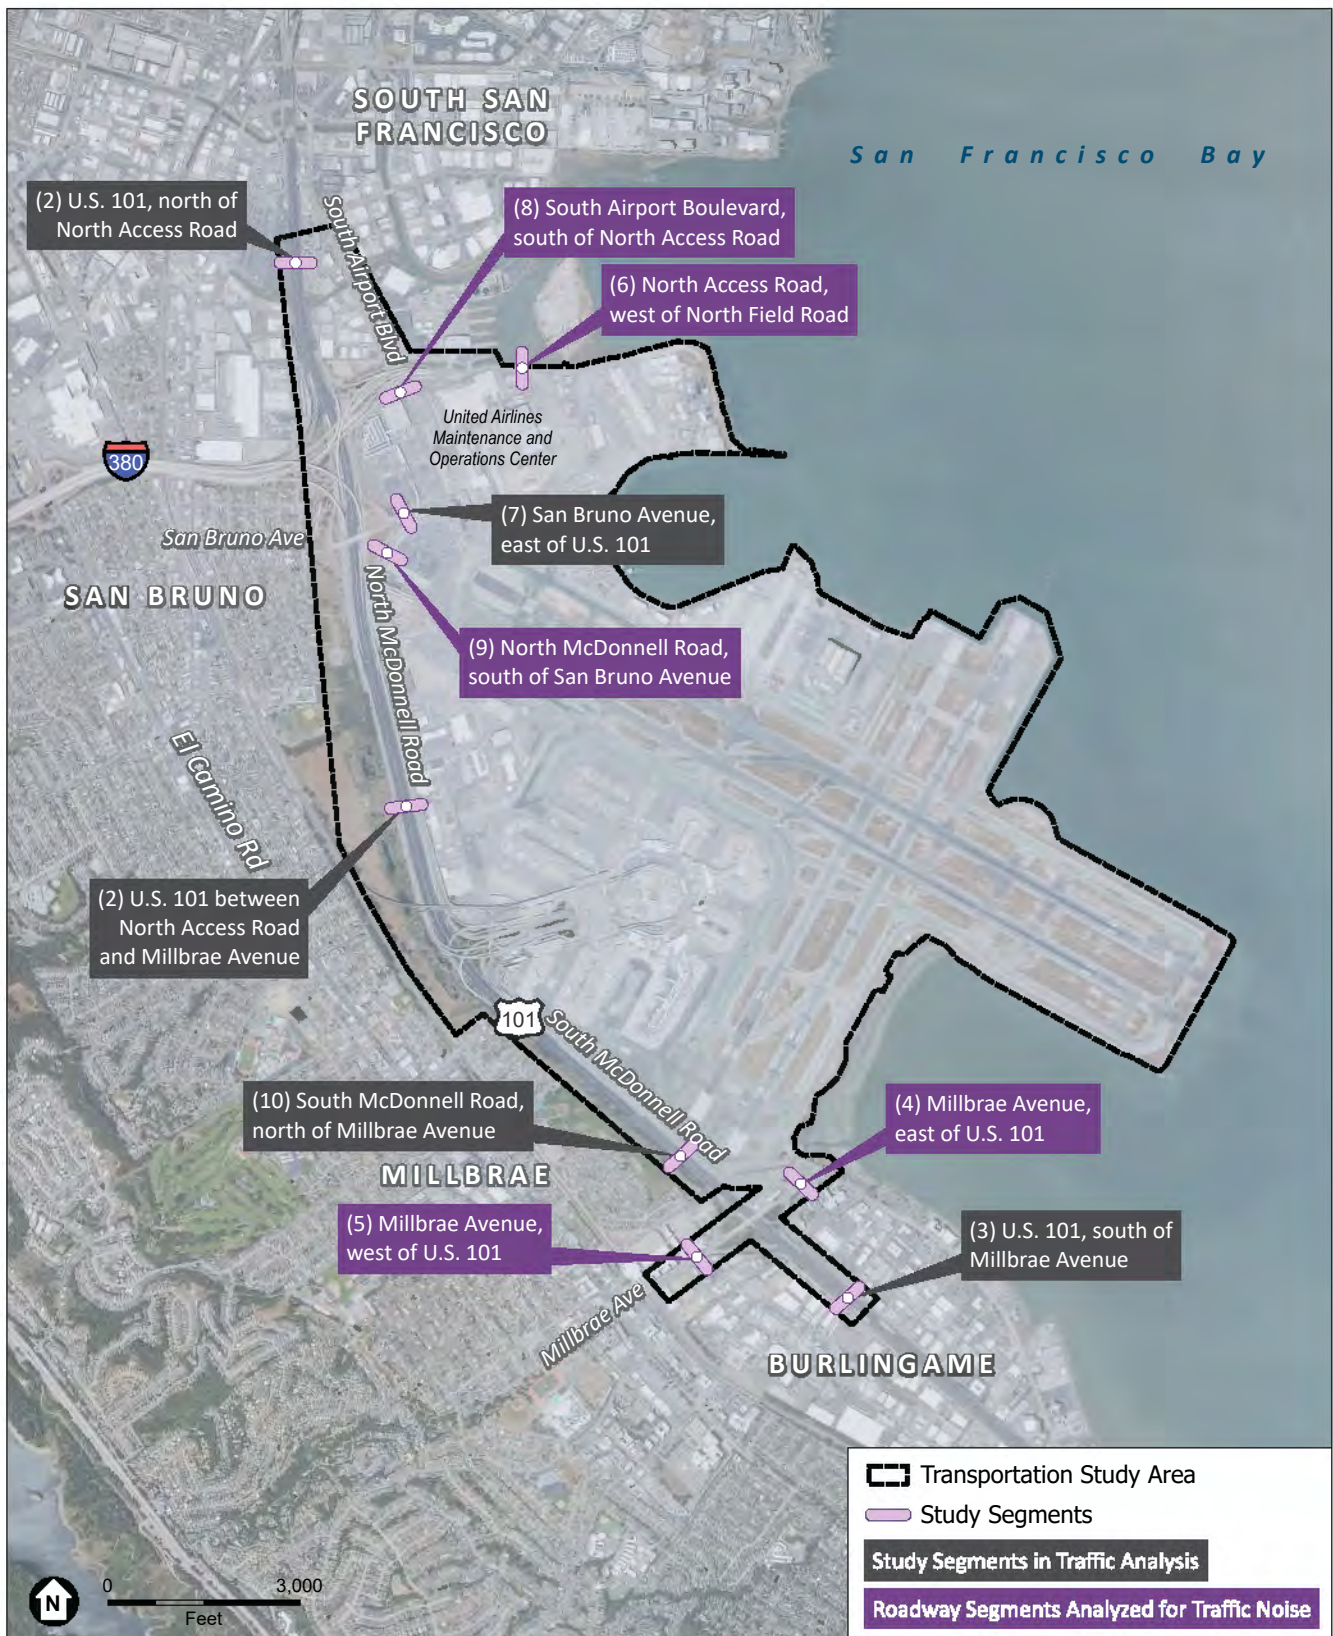 SOUTH SAN
FRANCISCO
San Francisco Bay
(2) U.S. 101, north of
North Access Road
South Airport Blvd
(8) South Airport Boulevard,
south of North Access Road
(6) North Access Road,
west of North Field Road
United Airlines
Maintenance and
Operations Center
380
San Bruno Ave
(7) San Bruno Avenue,
east of U.S. 101
SAN BRUNO
North McDonnell Road
(9) North McDonnell Road,
south of San Bruno Avenue
El Camino Rd
(2) U.S. 101 between
North Access Road
and Millbrae Avenue
101
South McDonnell Road
(10) South McDonnell Road,
north of Millbrae Avenue
(4) Millbrae Avenue,
east of U.S. 101
MILLBRAE
(5) Millbrae Avenue,
west of U.S. 101
(3) U.S. 101, south of
Millbrae Avenue
Millbrae Ave
BURLINGAME
Transportation Study Area
Study Segments
Study Segments in Traffic Analysis
Roadway Segments Analyzed for Traffic Noise
N
0 3,000
Feet